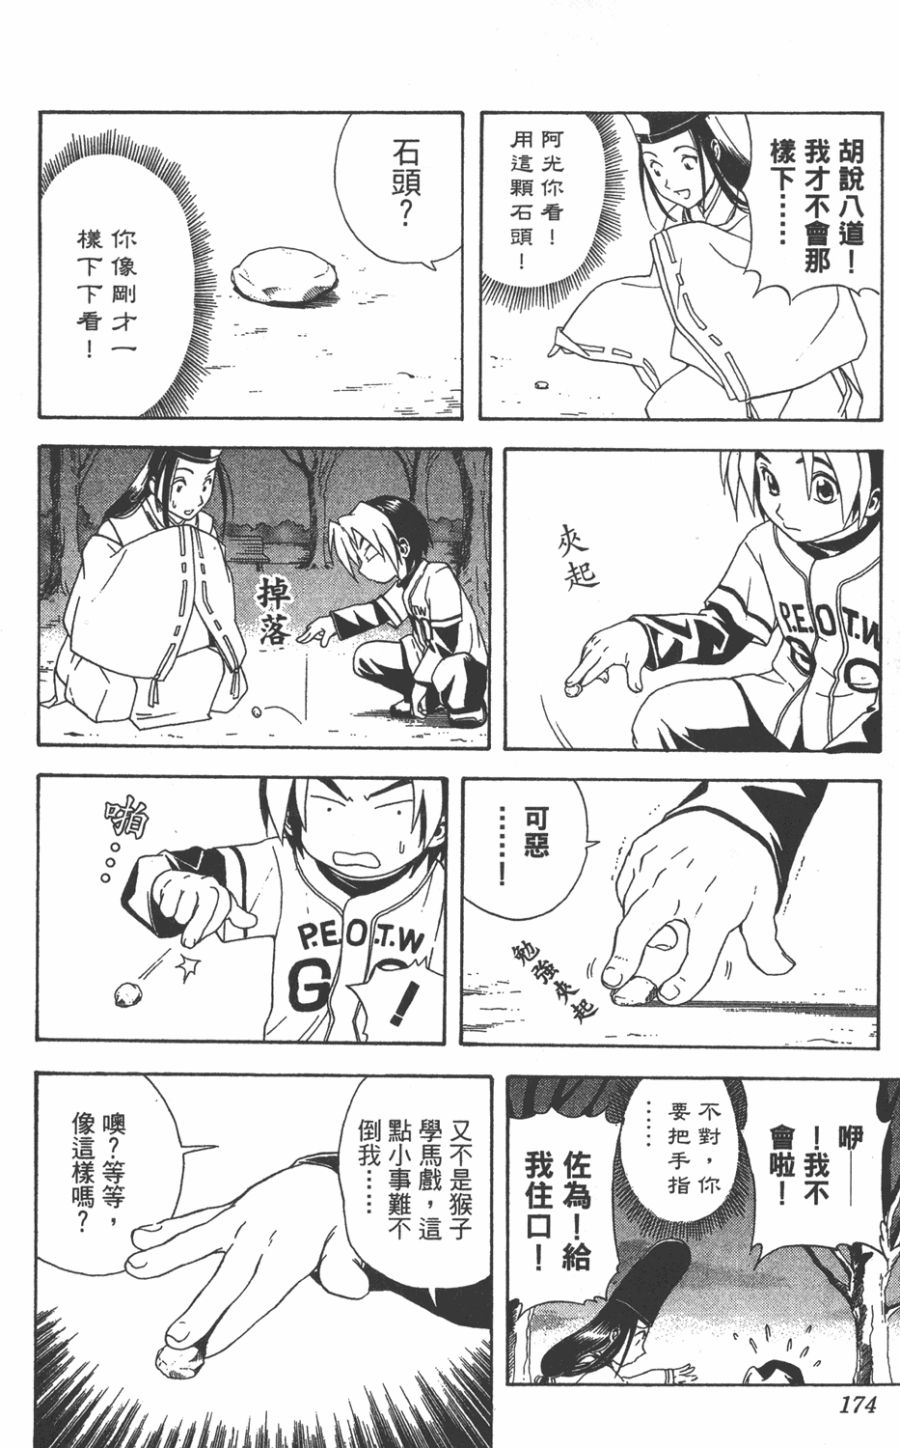 胡說八道！
我才不會那
樣下……
阿光你看！
用這顆石頭！
石頭？
你像剛才一
樣下下看！
夾起
P.E.O.T.W
掉落
可惡
……！
勉強夾起
啪…
P.E.O.T.W
G
！
咿——
！我不
會啦！
不對，你
要把手指
……
佐為！給
我住口！
又不是猴子
學馬戲，這
點小事難不
倒我……
噢？等等，
像這樣嗎？
174